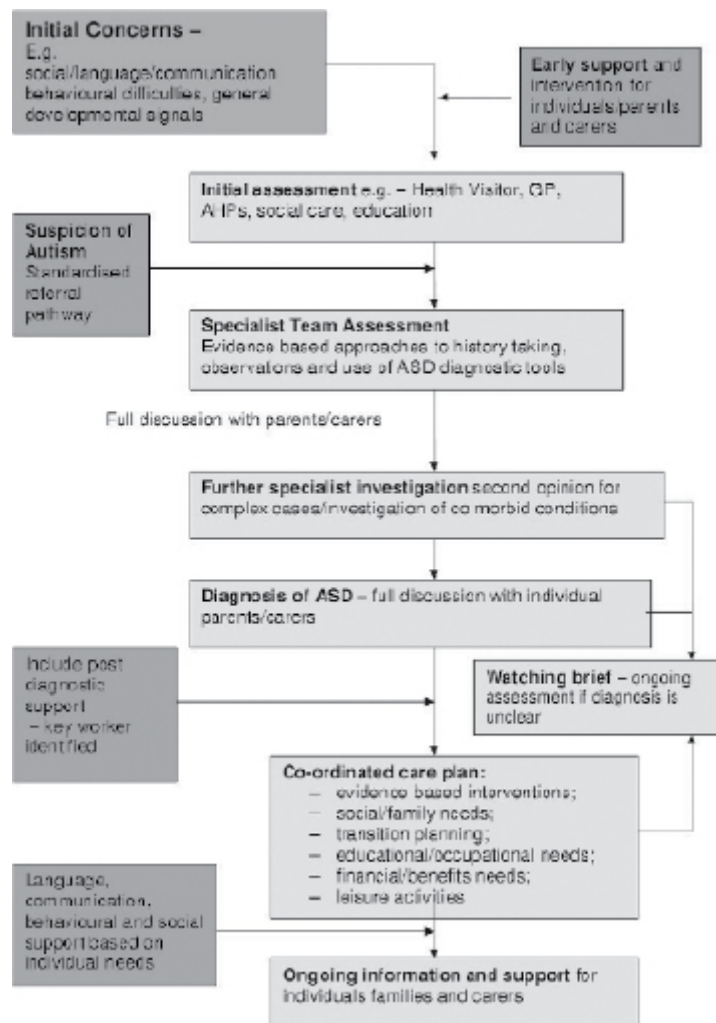 Initial Concerns –
E.g.
social/language/communication
behavioural difficulties, general
developmental signals
Early support and
intervention for
individuals/parents
and carers
Initial assessment e.g. – Health Visitor, GP,
AHPs, social care, education
Suspicion of
Autism
Standardised
referral
pathway
Specialist Team Assessment
Evidence based approaches to history taking,
observations and use of ASD diagnostic tools
Full discussion with parents/carers
Further specialist investigation second opinion for
complex cases/investigation of co morbid conditions
Diagnosis of ASD – full discussion with individual
parents/carers
Include post
diagnostic
support
– key worker
identified
Watching brief – ongoing
assessment if diagnosis is
unclear
Co-ordinated care plan:
– evidence based interventions;
– social/family needs;
– transition planning;
– educational/occupational needs;
– financial/benefits needs;
– leisure activities
Language,
communication,
behavioural and social
support based on
individual needs
Ongoing information and support for
individuals families and carers